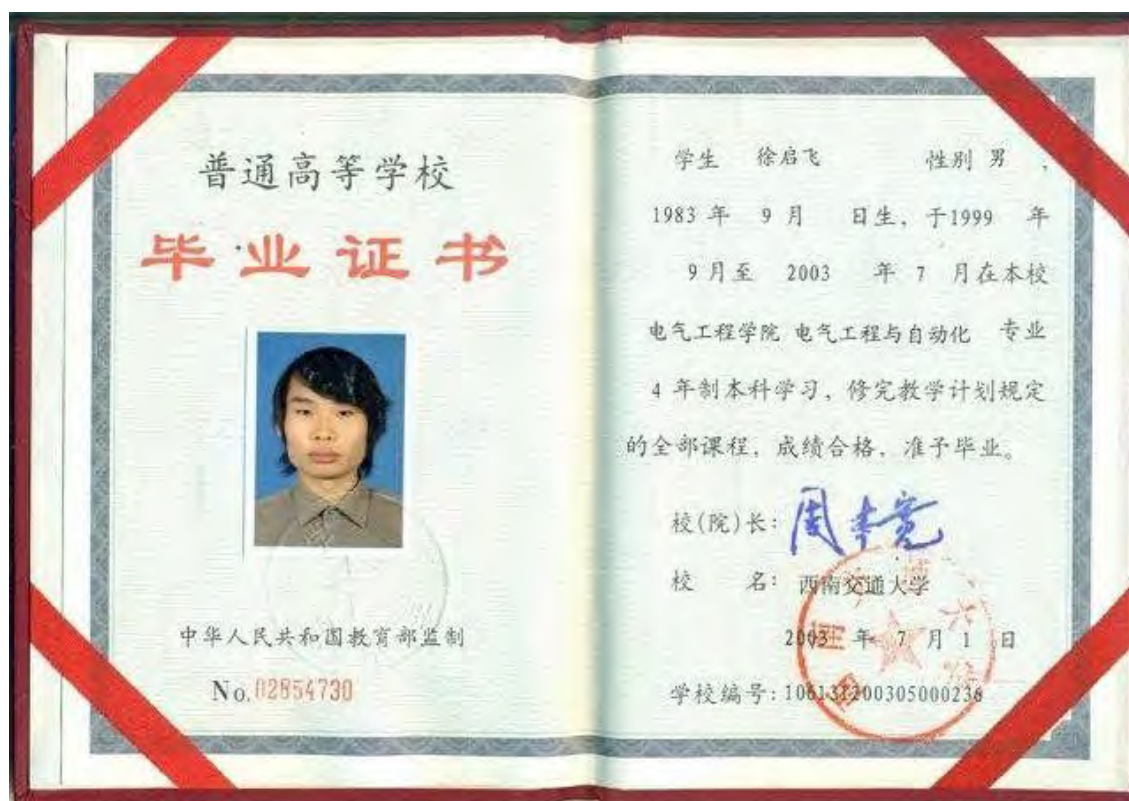 普通高等学校
毕业证书
中华人民共和国教育部监制
No.02854730
学生 徐启飞 性别 男 ,
1983 年 9 月 日生, 于1999 年
9 月至 2003 年 7 月在本校
电气工程学院 电气工程与自动化 专业
4 年制本科学习, 修完教学计划规定
的全部课程, 成绩合格, 准予毕业。
校(院)长: 周本宽
校 名: 西南交通大学
2003 年 7 月 1 日
学校编号: 106131200305000236